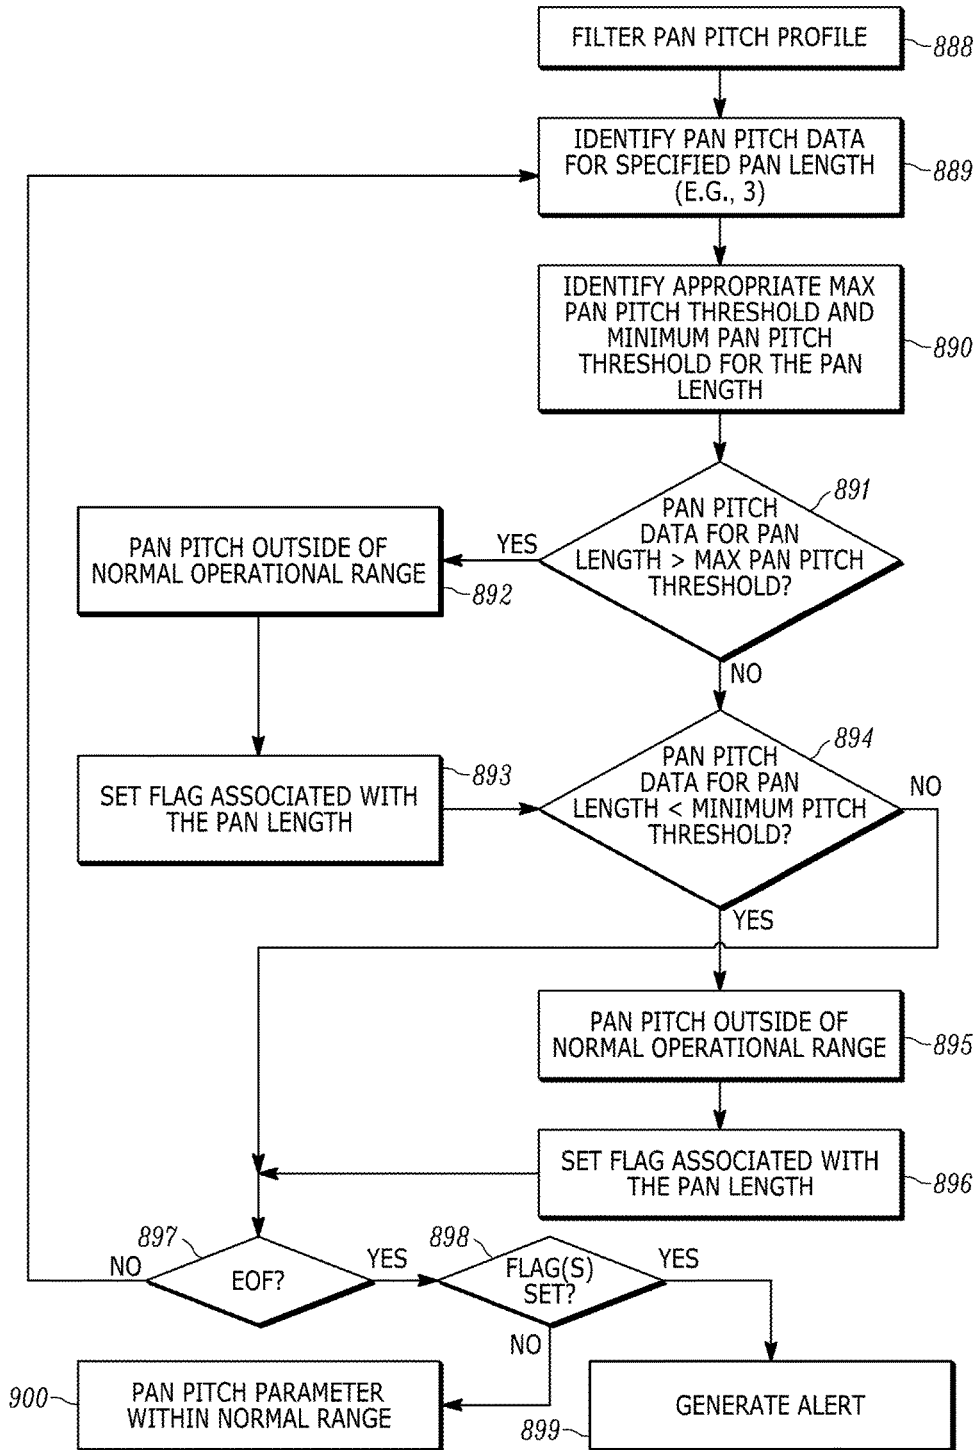 FILTER PAN PITCH PROFILE
888
IDENTIFY PAN PITCH DATA
FOR SPECIFIED PAN LENGTH
(E.G., 3)
889
IDENTIFY APPROPRIATE MAX
PAN PITCH THRESHOLD AND
MINIMUM PAN PITCH
THRESHOLD FOR THE PAN
LENGTH
890
PAN PITCH
DATA FOR PAN
LENGTH > MAX PAN PITCH
THRESHOLD?
891
YES
NO
PAN PITCH OUTSIDE OF
NORMAL OPERATIONAL RANGE
892
SET FLAG ASSOCIATED WITH
THE PAN LENGTH
893
PAN PITCH
DATA FOR PAN
LENGTH < MINIMUM PITCH
THRESHOLD?
894
NO
YES
PAN PITCH OUTSIDE OF
NORMAL OPERATIONAL RANGE
895
SET FLAG ASSOCIATED WITH
THE PAN LENGTH
896
897
NO
EOF?
YES
898
FLAG(S)
SET?
YES
NO
900
PAN PITCH PARAMETER
WITHIN NORMAL RANGE
GENERATE ALERT
899